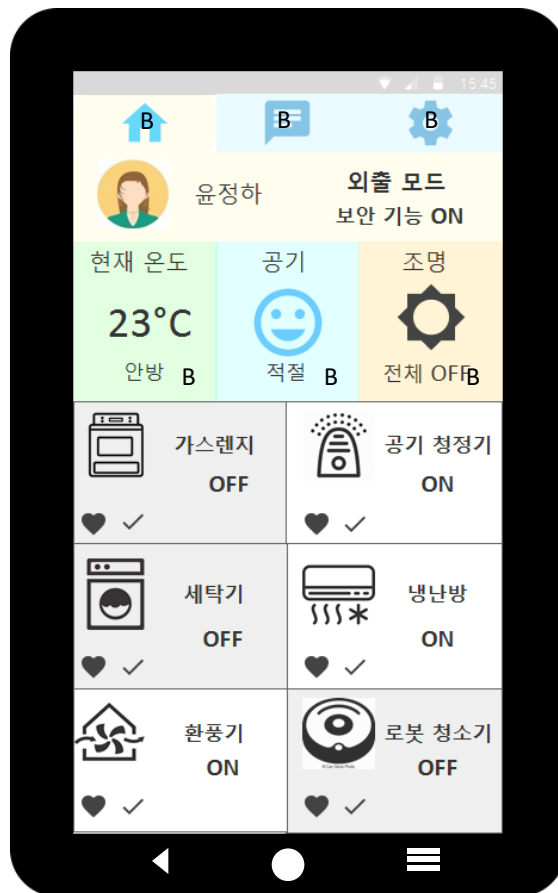 15:45
B B B
윤정하
외출 모드
보안 기능 ON
현재 온도 공기 조명
23°C
안방 B 적절 B 전체 OFF B
가스렌지 공기 청정기
OFF ON
세탁기 냉난방
OFF ON
환풍기 로봇 청소기
ON OFF